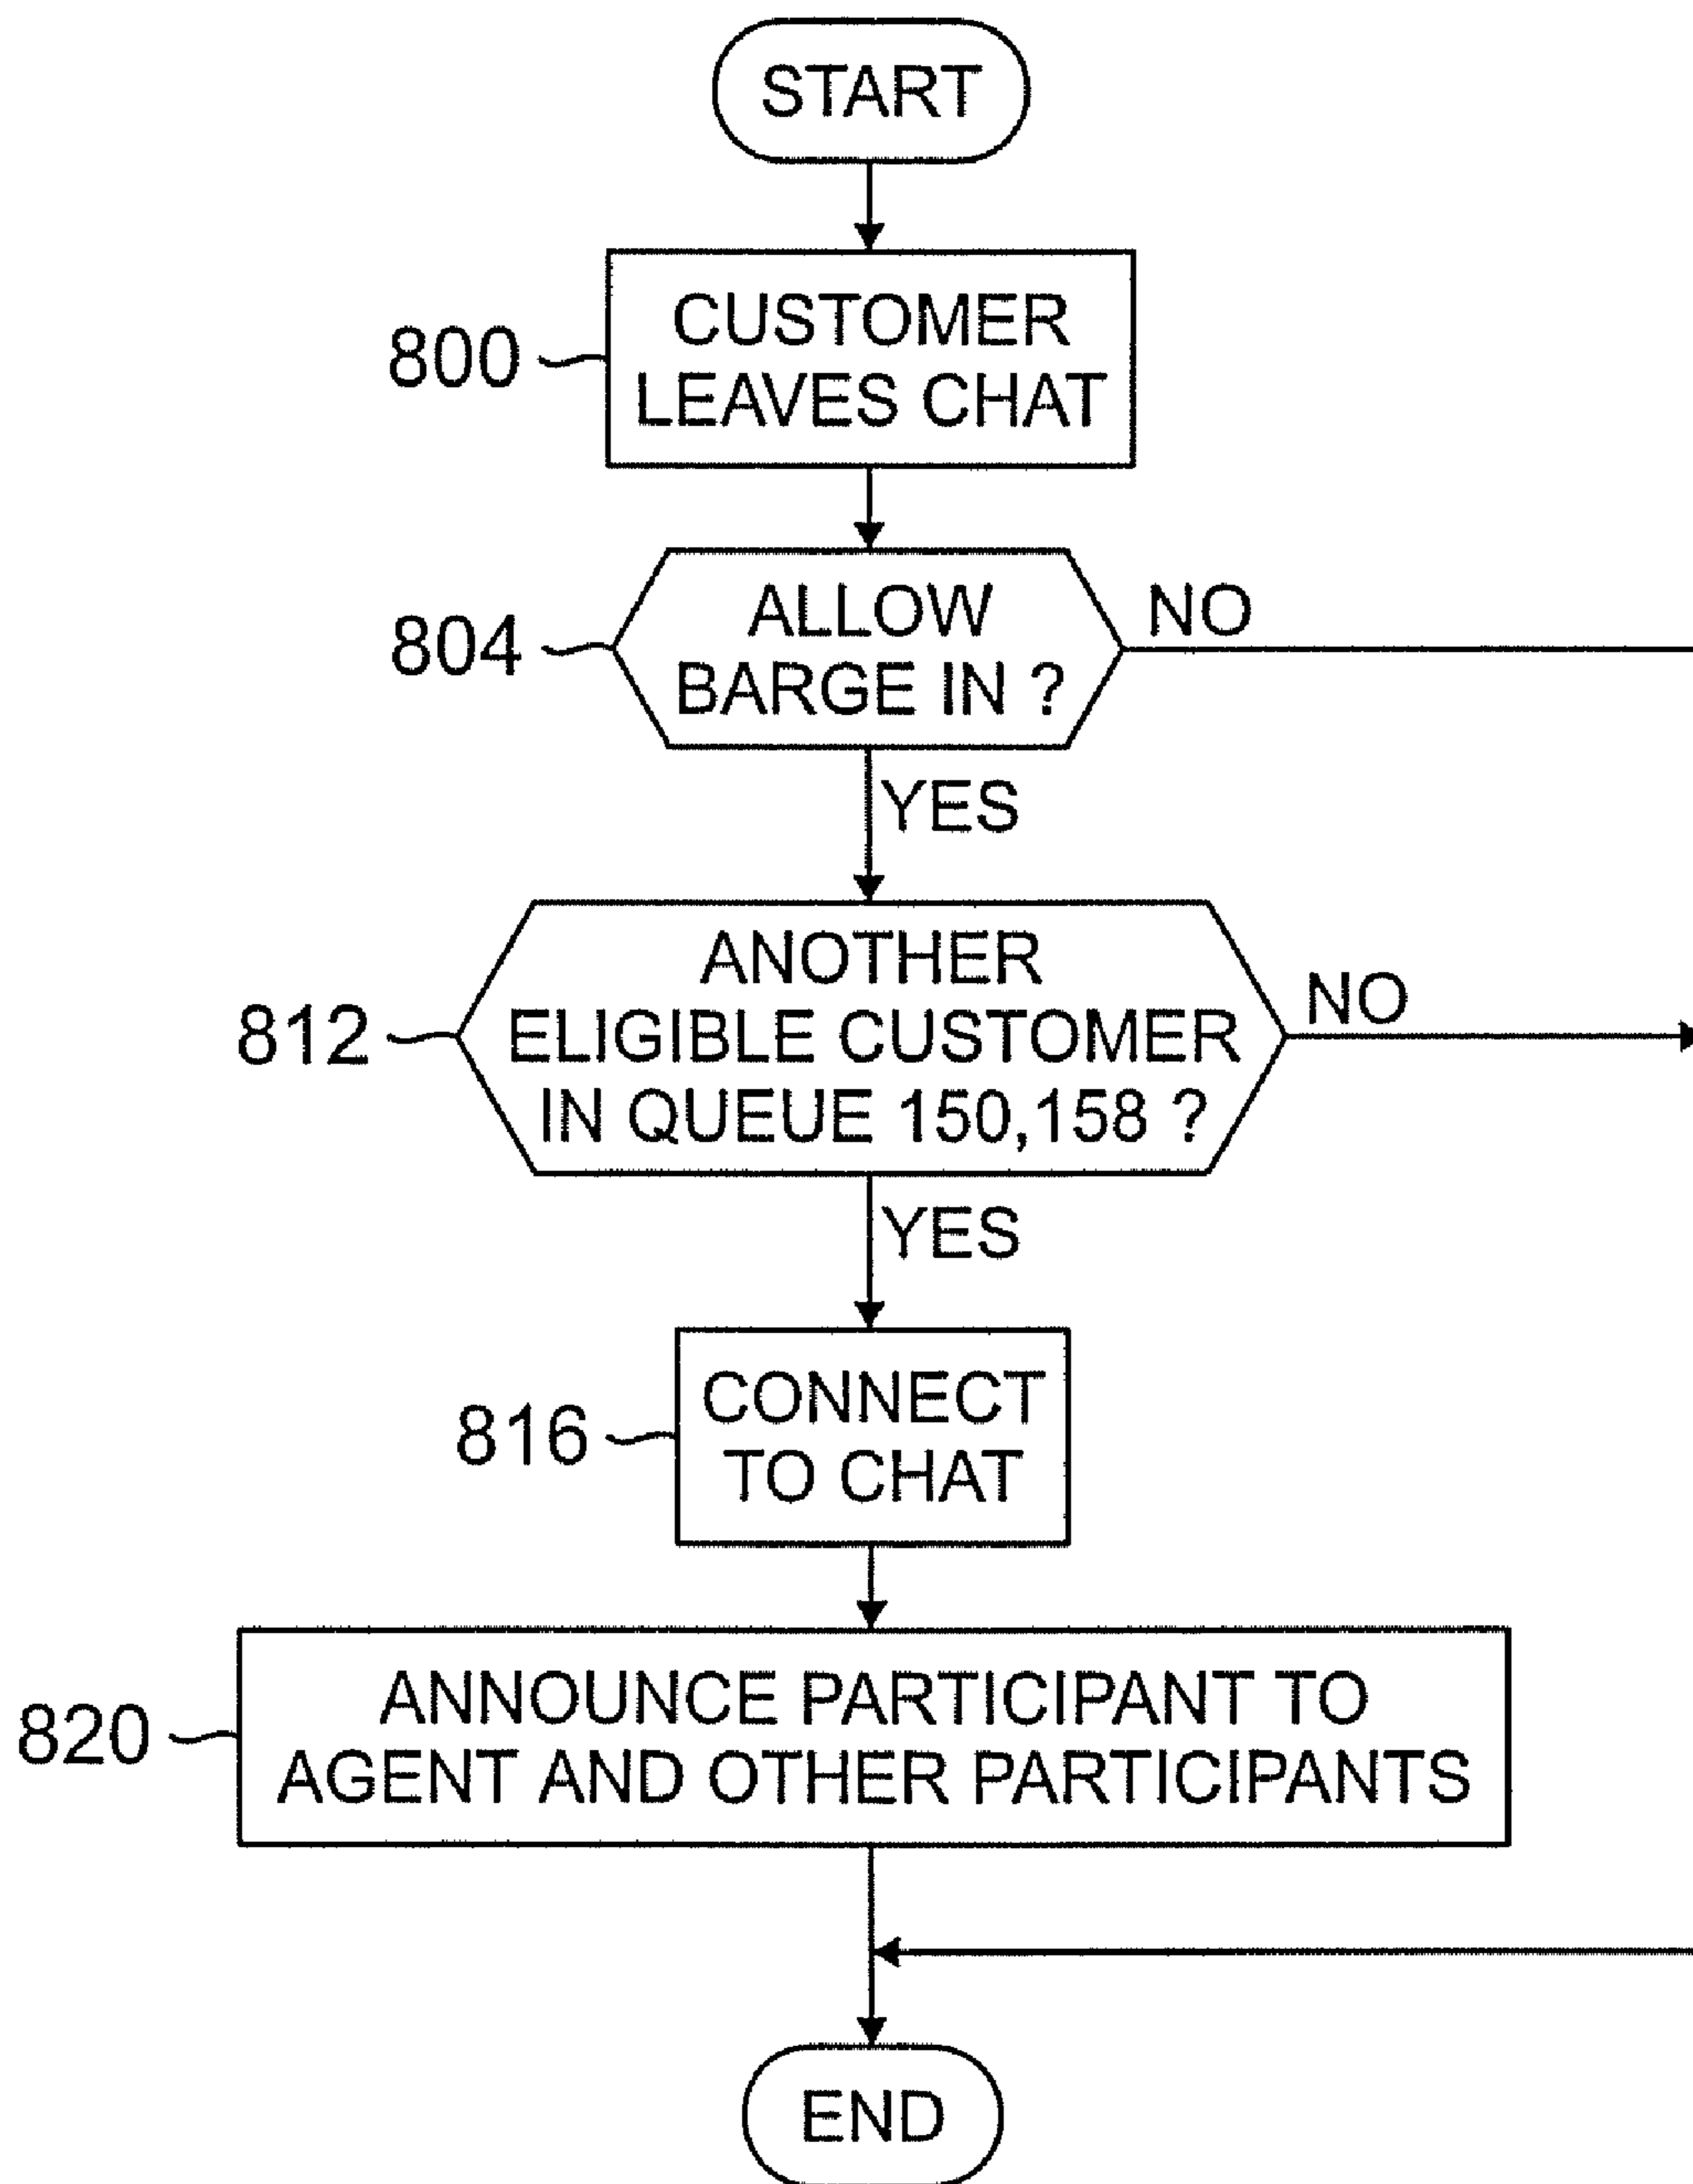 START
800
CUSTOMER
LEAVES CHAT
804
ALLOW
BARGE IN ?
NO
YES
812
ANOTHER
ELIGIBLE CUSTOMER
IN QUEUE 150,158 ?
NO
YES
816
CONNECT
TO CHAT
820
ANNOUNCE PARTICIPANT TO
AGENT AND OTHER PARTICIPANTS
END